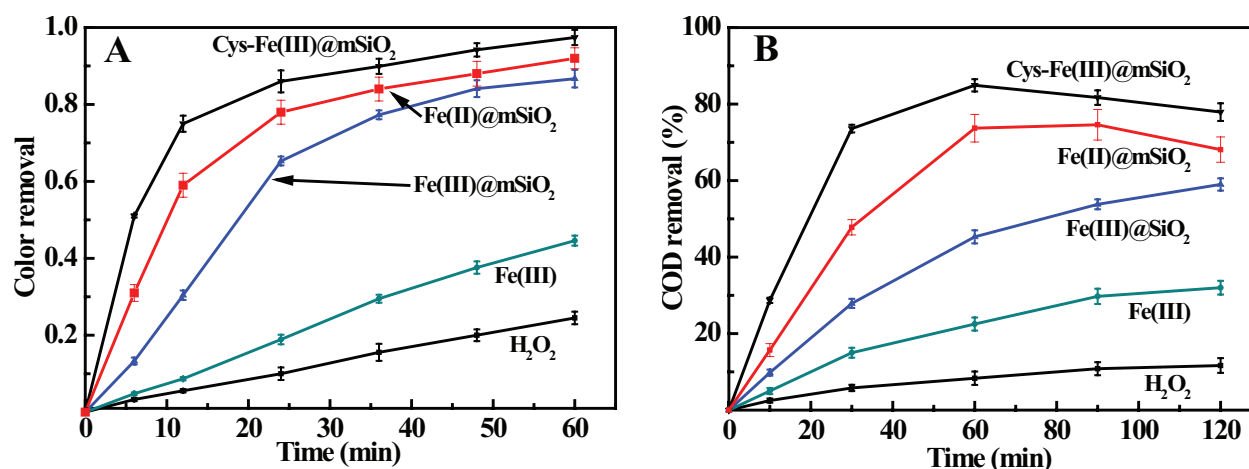 A
Color removal
1.0
0.8
0.6
0.4
0.2
0
10
20
30
40
50
60
Time (min)
Cys-Fe(III)@mSiO₂
Fe(II)@mSiO₂
Fe(III)@mSiO₂
Fe(III)
H₂O₂
B
COD removal (%)
100
80
60
40
20
0
0
20
40
60
80
100
120
Time (min)
Cys-Fe(III)@mSiO₂
Fe(II)@mSiO₂
Fe(III)@SiO₂
Fe(III)
H₂O₂